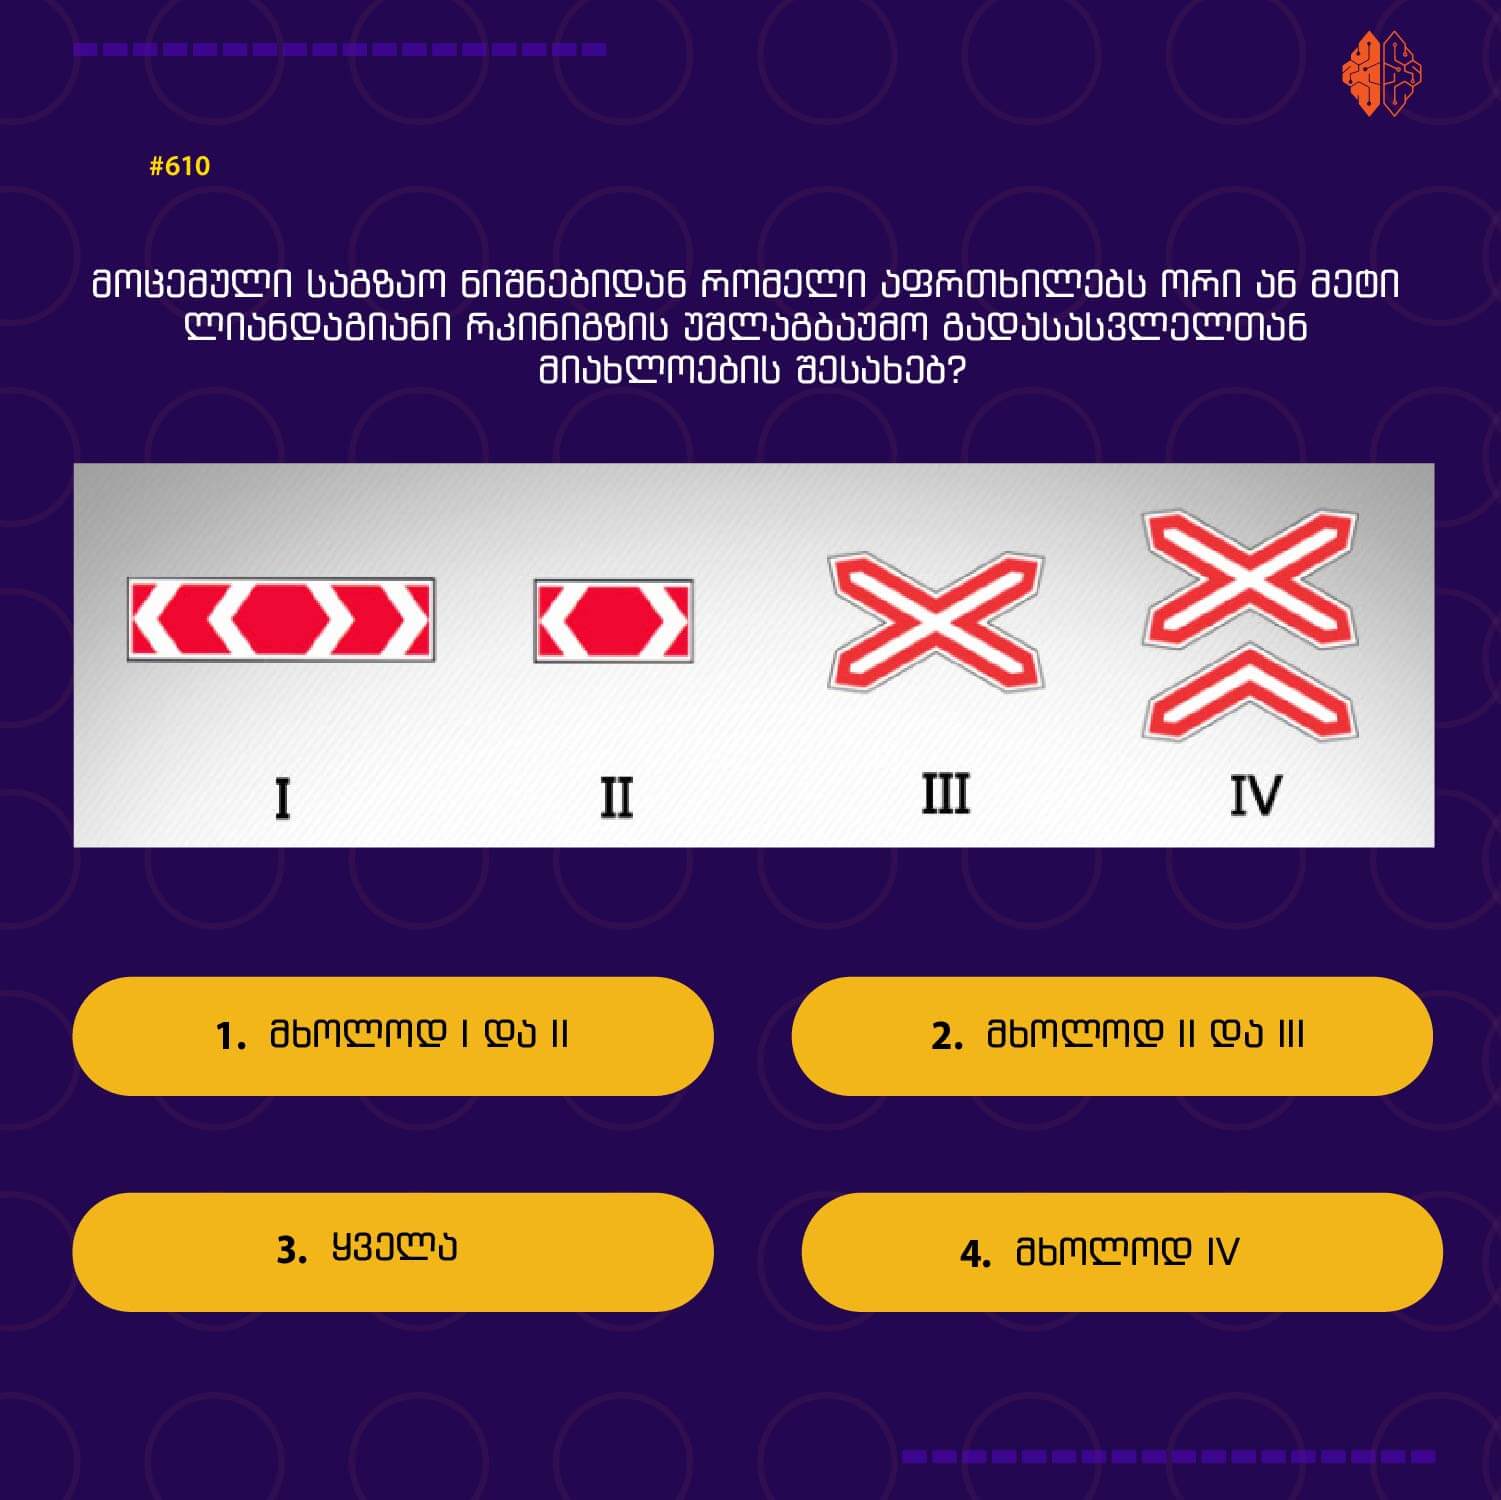 #610
მოცემული საგზაო ნიშნებიდან რომელი აფრთხილებს ორი ან მეტი
ლიანდაგიანი რკინიგზის უშლაგბაუმო გადასასვლელთან
მიახლოების შესახებ?
I
II
III
IV
1. მხოლოდ I და II
2. მხოლოდ II და III
3. ყველა
4. მხოლოდ IV